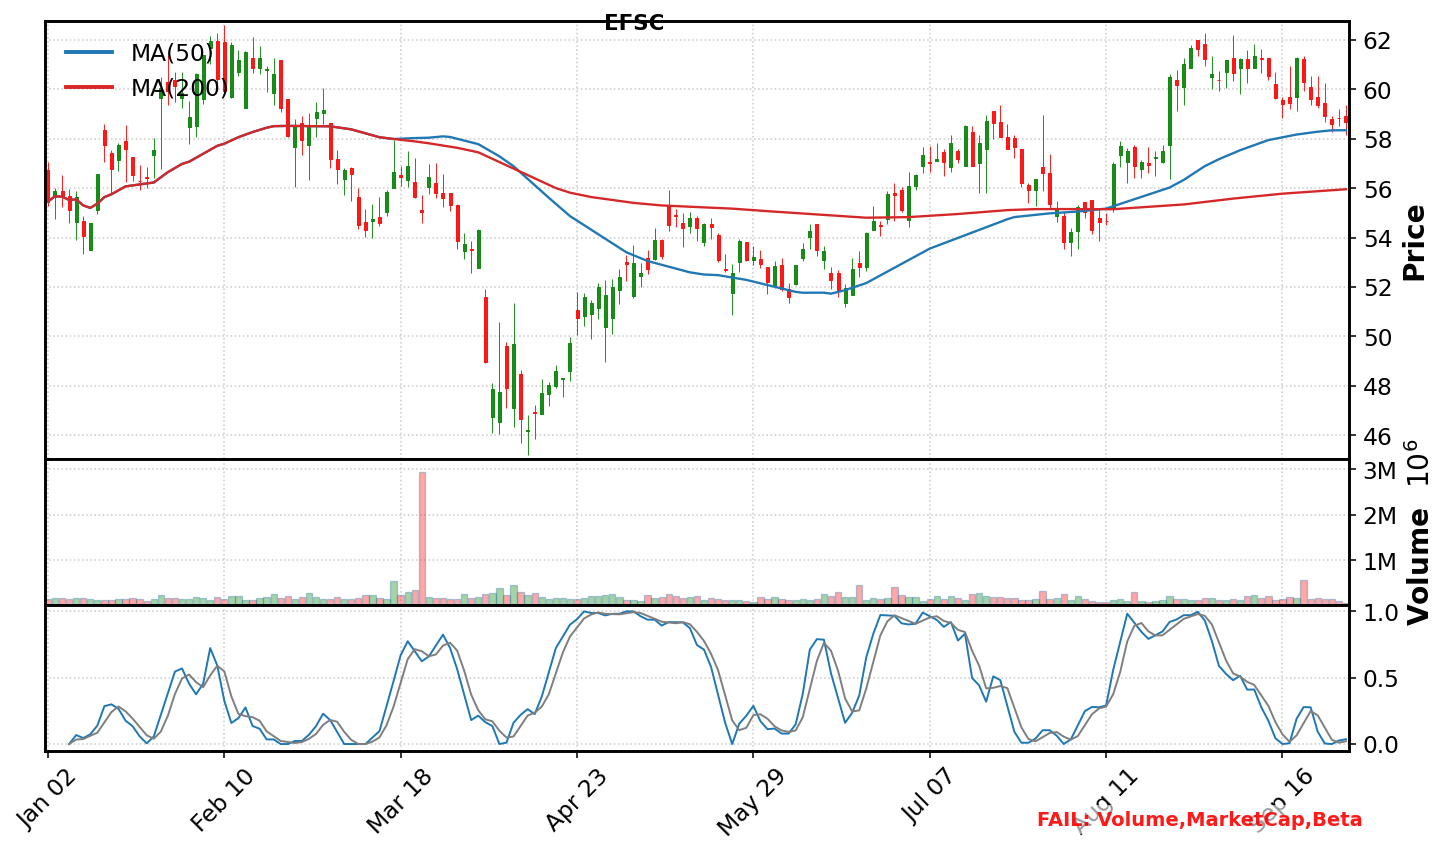 EFSC
MA(50)
MA(200)
62
60
58
56
54
52
50
48
46
Price
3M
2M
1M
Volume 10⁶
1.0
0.5
0.0
Jan 02
Feb 10
Mar 18
Apr 23
May 29
Jul 07
Aug 11
Sep 16
FAIL: Volume,MarketCap,Beta